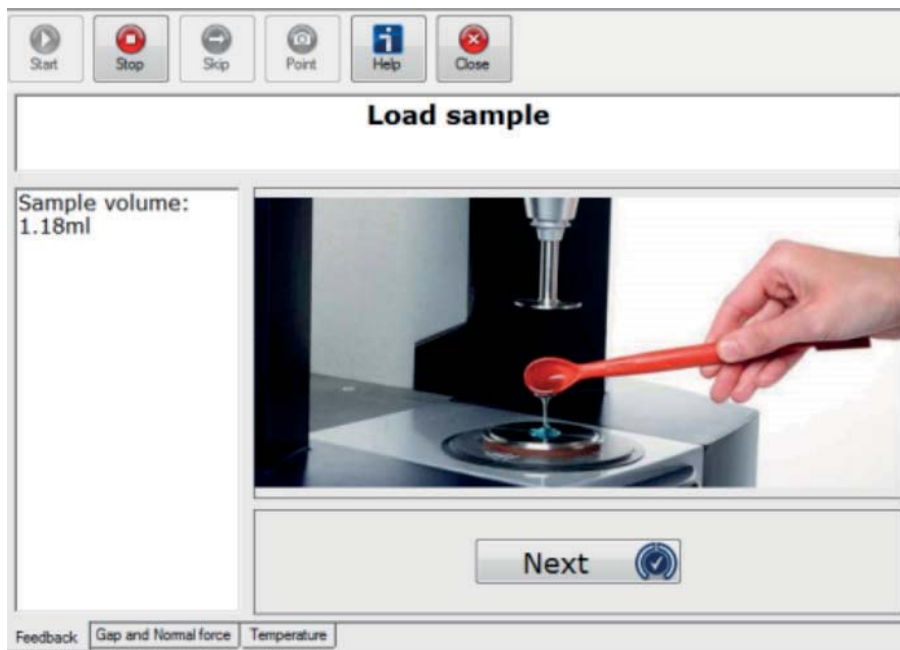 Start Stop Skip Point Help Close
Load sample
Sample volume:
1.18ml
Next
Feedback Gap and Normal force Temperature